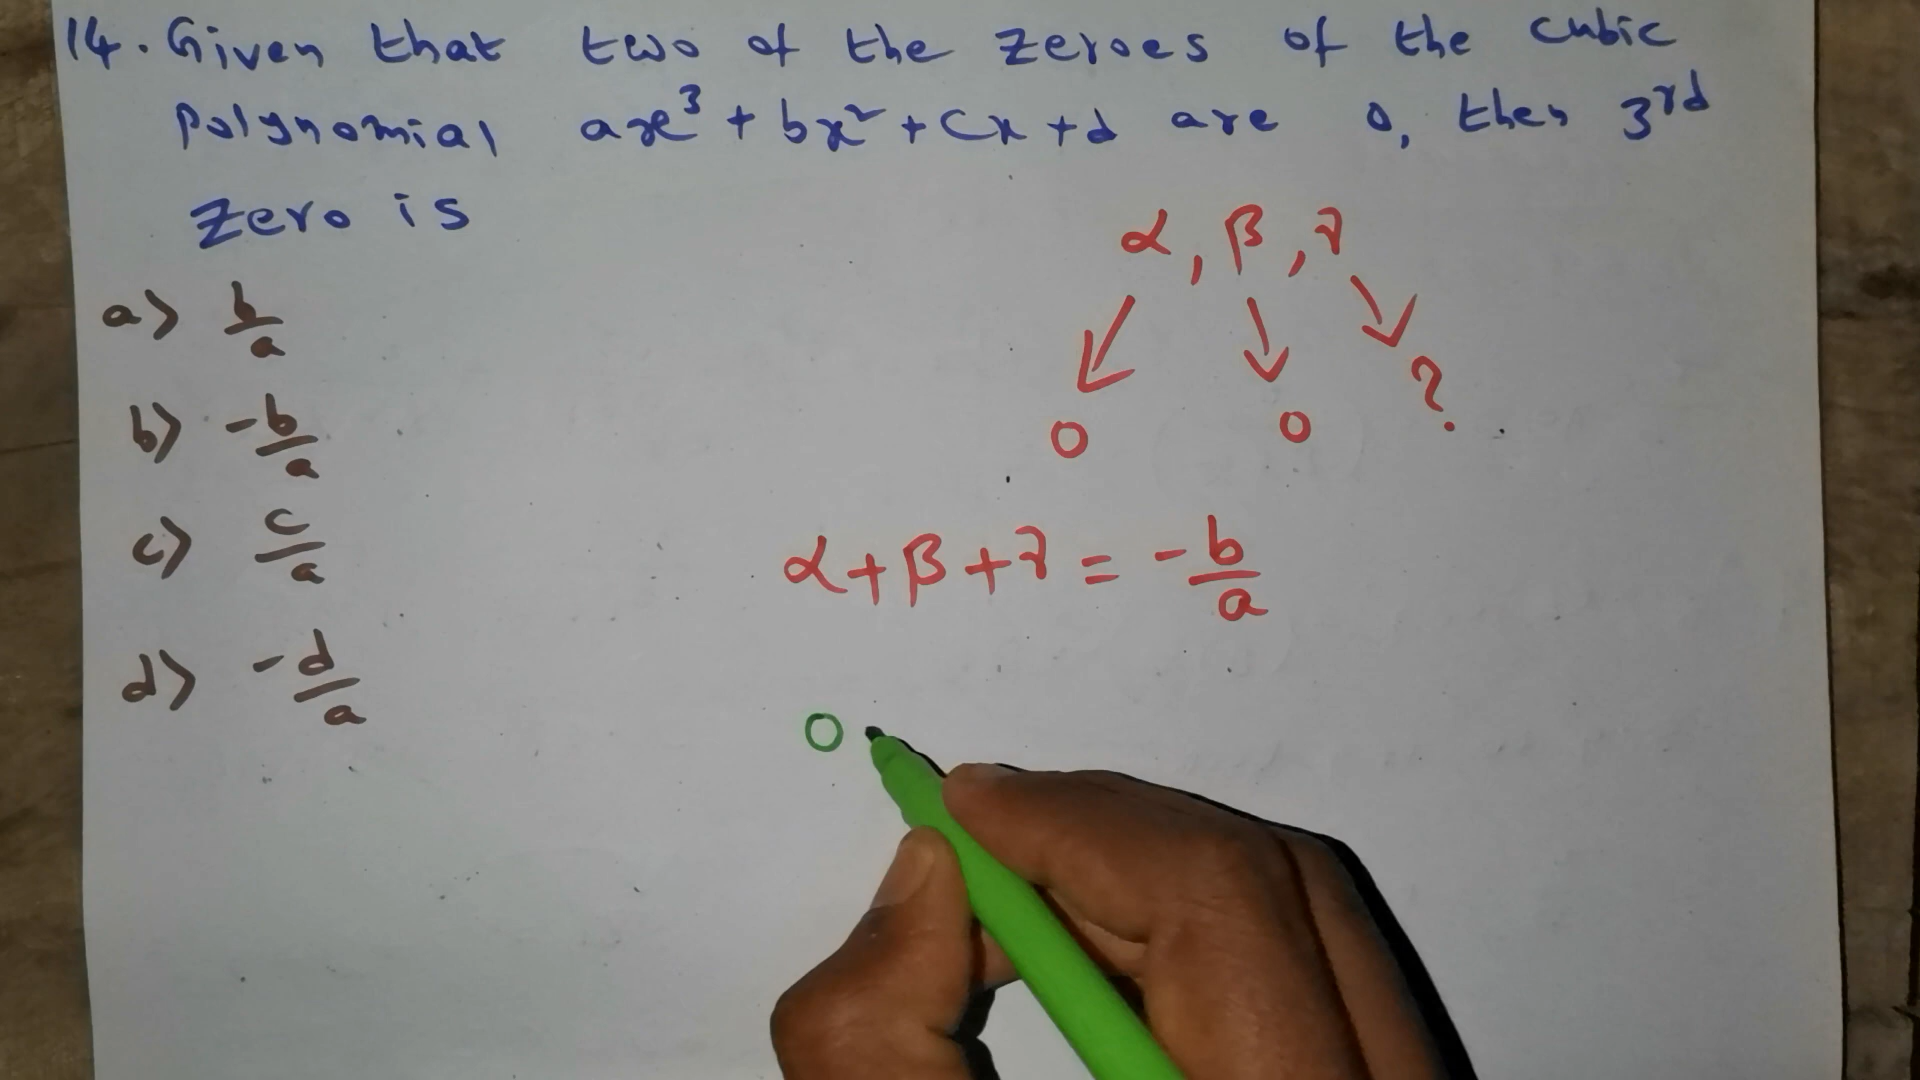 14. Given that two of the zeroes of the cubic
polynomial ax³ + bx² + cx + d are 0, then 3rd
zero is
α, β, γ
0 0 ?
a) b/a
b) -b/a
c) c/a
d) -d/a
α + β + γ = -b/a
0